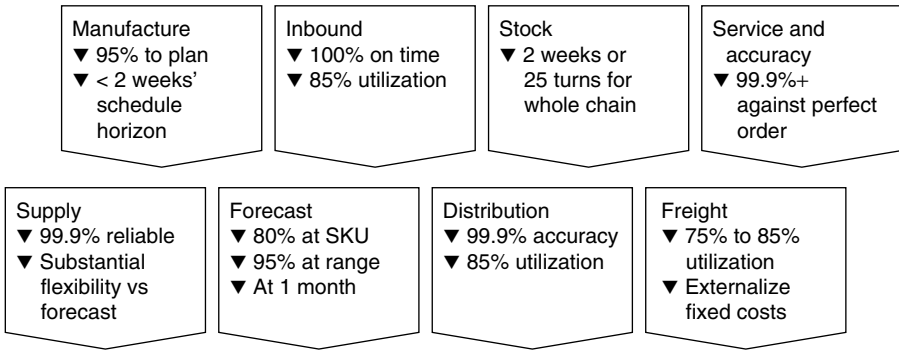 Manufacture
▼ 95% to plan
▼ < 2 weeks'
schedule
horizon
Inbound
▼ 100% on time
▼ 85% utilization
Stock
▼ 2 weeks or
25 turns for
whole chain
Service and
accuracy
▼ 99.9%+
against perfect
order
Supply
▼ 99.9% reliable
▼ Substantial
flexibility vs
forecast
Forecast
▼ 80% at SKU
▼ 95% at range
▼ At 1 month
Distribution
▼ 99.9% accuracy
▼ 85% utilization
Freight
▼ 75% to 85%
utilization
▼ Externalize
fixed costs